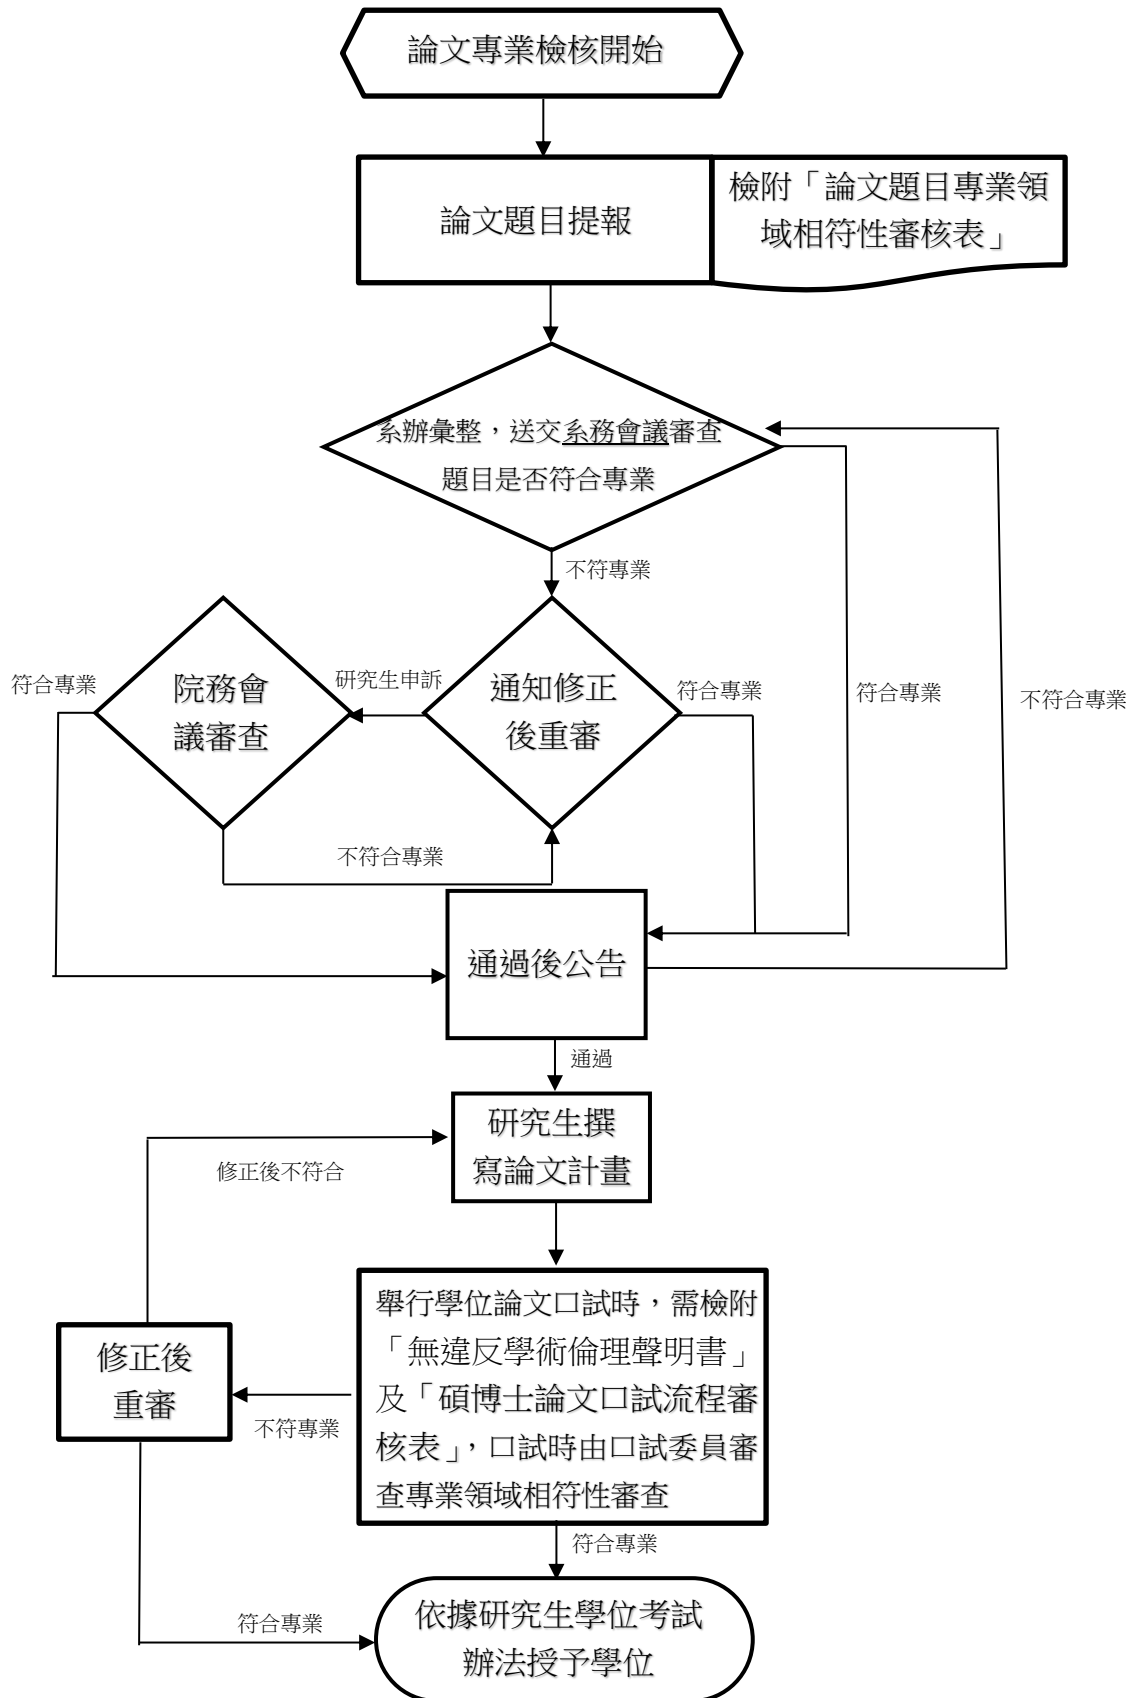 論文專業檢核開始
論文題目提報
檢附「論文題目專業領
域相符性審核表」
系辦彙整，送交系務會議審查
題目是否符合專業
不符專業
院務會
議審查
符合專業
研究生申訴
通知修正
後重審
符合專業
符合專業
不符合專業
不符合專業
通過後公告
通過
研究生撰
寫論文計畫
修正後不符合
舉行學位論文口試時，需檢附
「無違反學術倫理聲明書」
及「碩博士論文口試流程審
核表」，口試時由口試委員審
查專業領域相符性審查
修正後
重審
不符專業
符合專業
符合專業
依據研究生學位考試
辦法授予學位